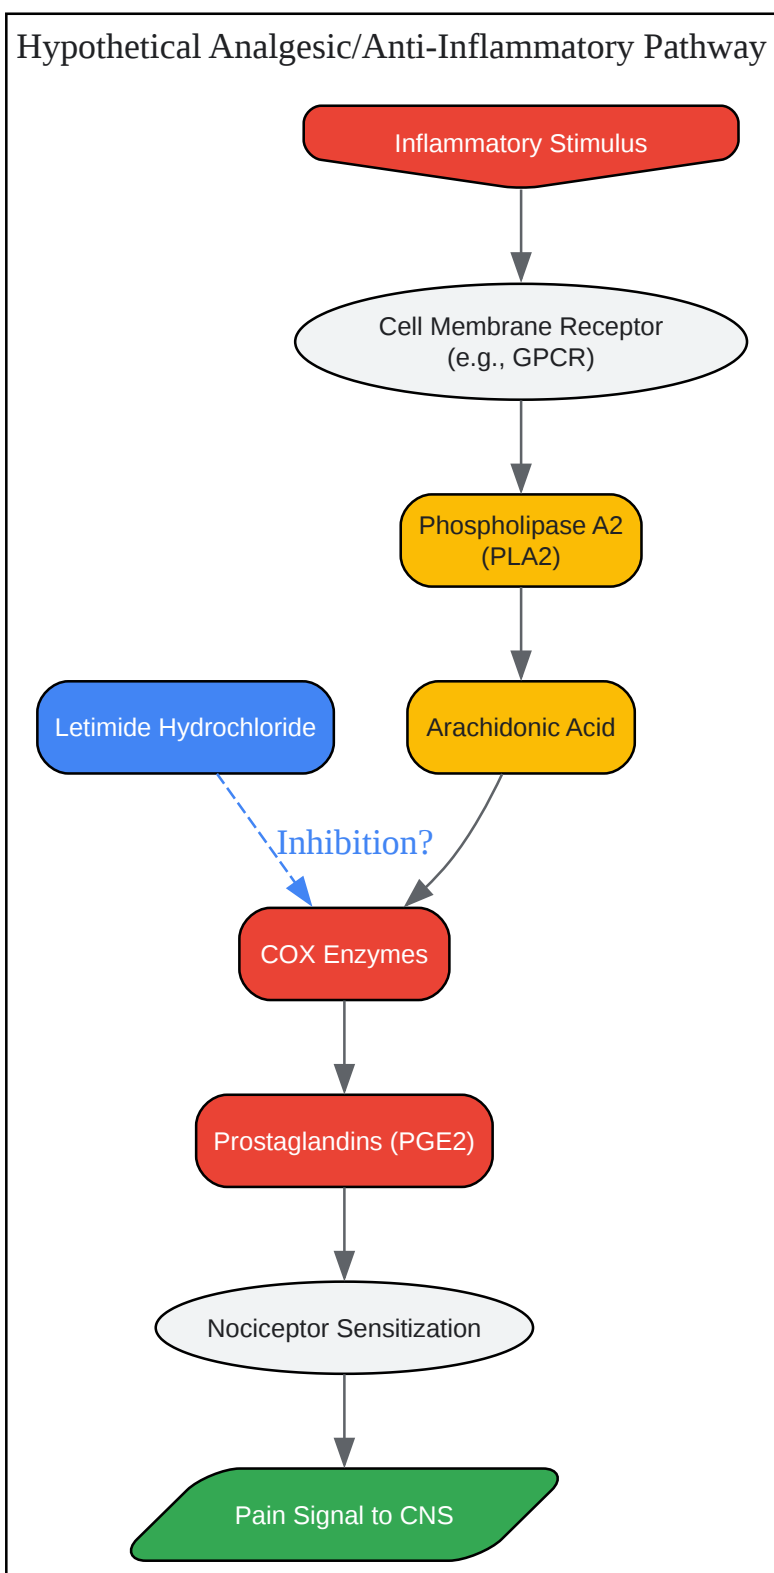 Hypothetical Analgesic/Anti-Inflammatory Pathway
Inflammatory Stimulus
Cell Membrane Receptor
(e.g., GPCR)
Phospholipase A2
(PLA2)
Letimide Hydrochloride
Arachidonic Acid
Inhibition?
COX Enzymes
Prostaglandins (PGE2)
Nociceptor Sensitization
Pain Signal to CNS